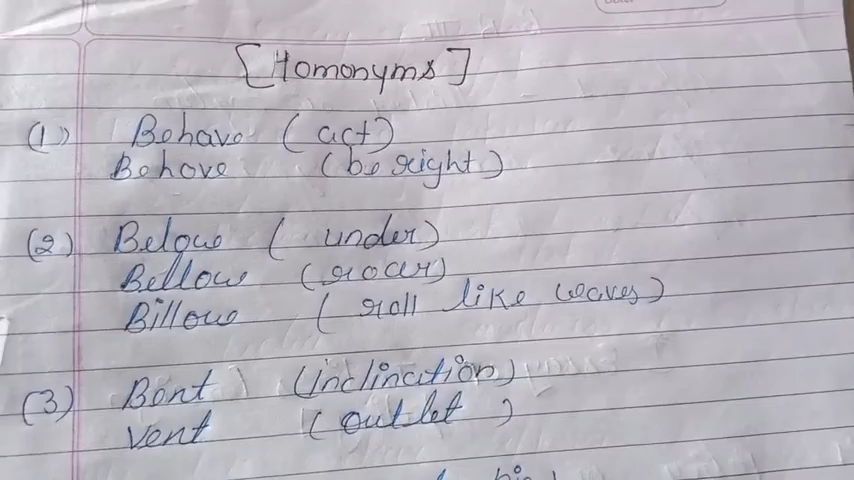 [Homonyms]
(1) Behave (act)
Behove (be right)
(2) Below (under)
Bellow (roar)
Billow (roll like waves)
(3) Bent (inclination)
Vent (outlet)